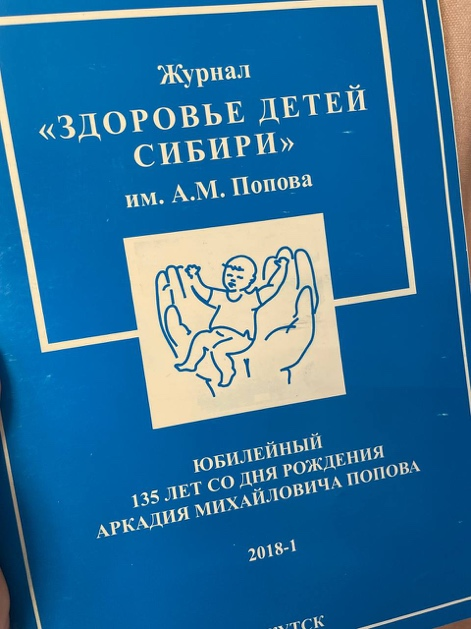 Журнал
«ЗДОРОВЬЕ ДЕТЕЙ
СИБИРИ»
им. А.М. Попова
ЮБИЛЕЙНЫЙ
135 ЛЕТ СО ДНЯ РОЖДЕНИЯ
АРКАДИЯ МИХАЙЛОВИЧА ПОПОВА
2018-1